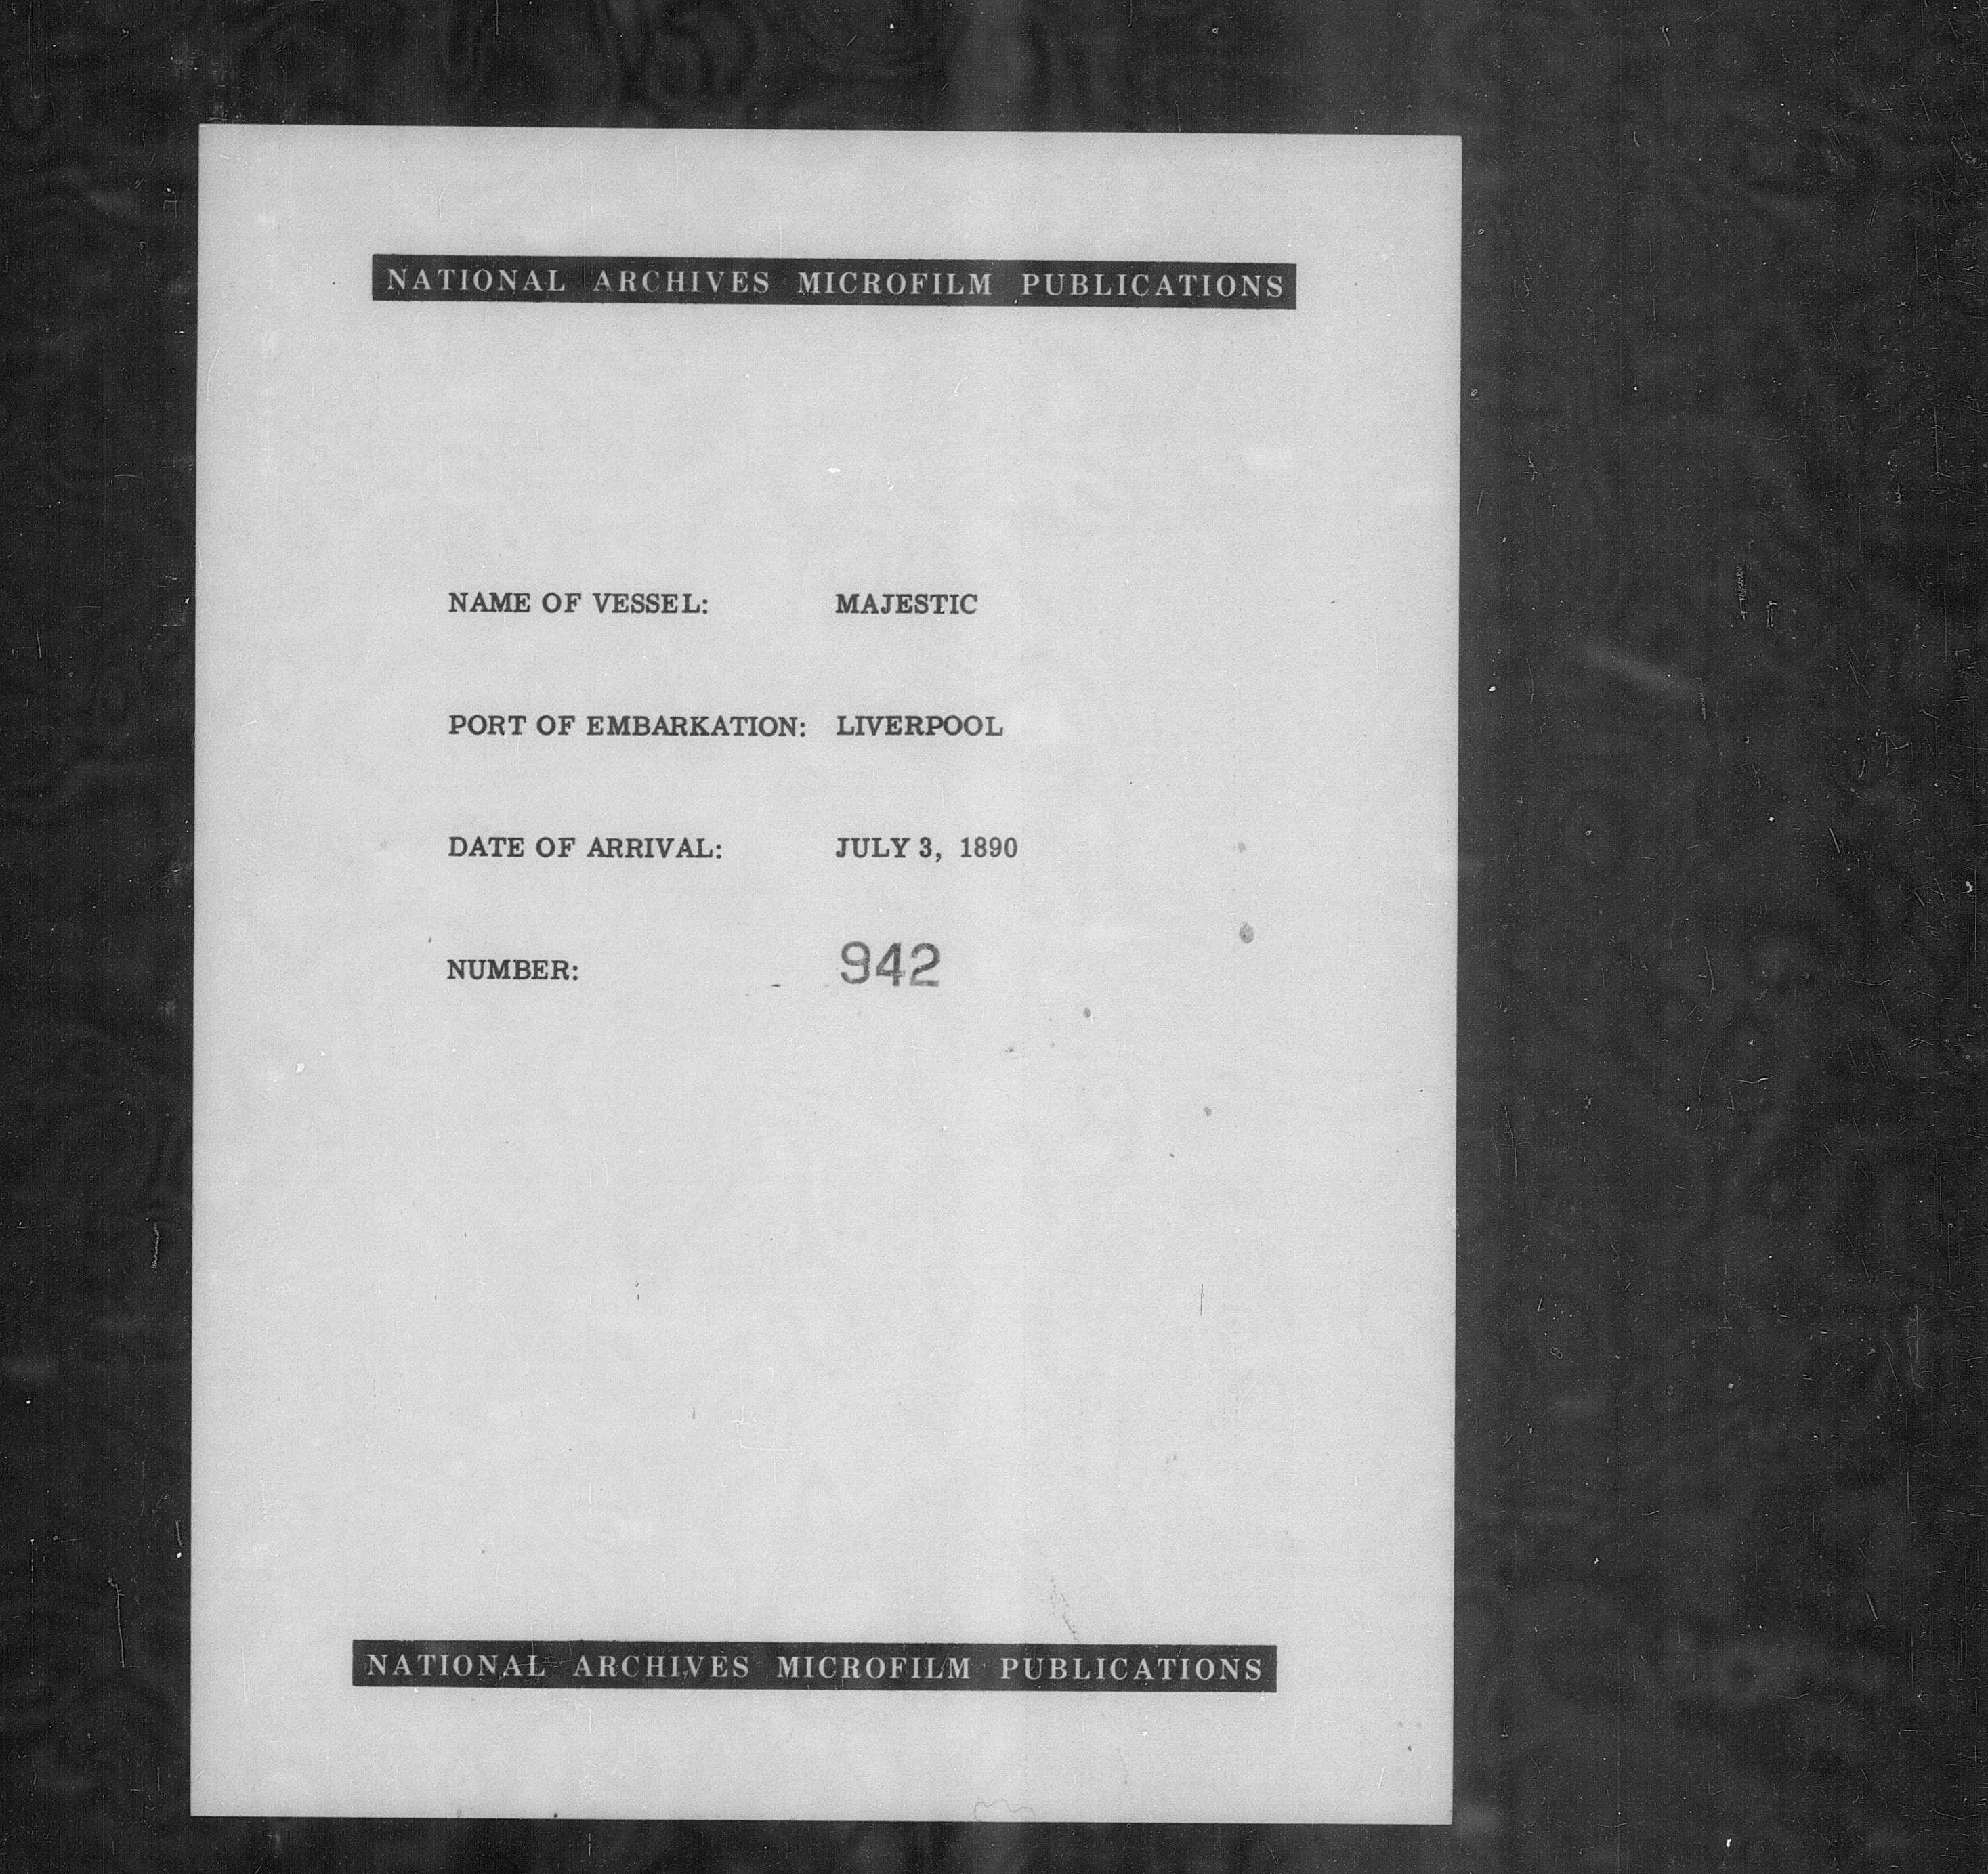 NATIONAL ARCHIVES MICROFILM PUBLICATIONS
NAME OF VESSEL: MAJESTIC
PORT OF EMBARKATION: LIVERPOOL
DATE OF ARRIVAL: JULY 3, 1890
NUMBER: 942
NATIONAL ARCHIVES MICROFILM PUBLICATIONS